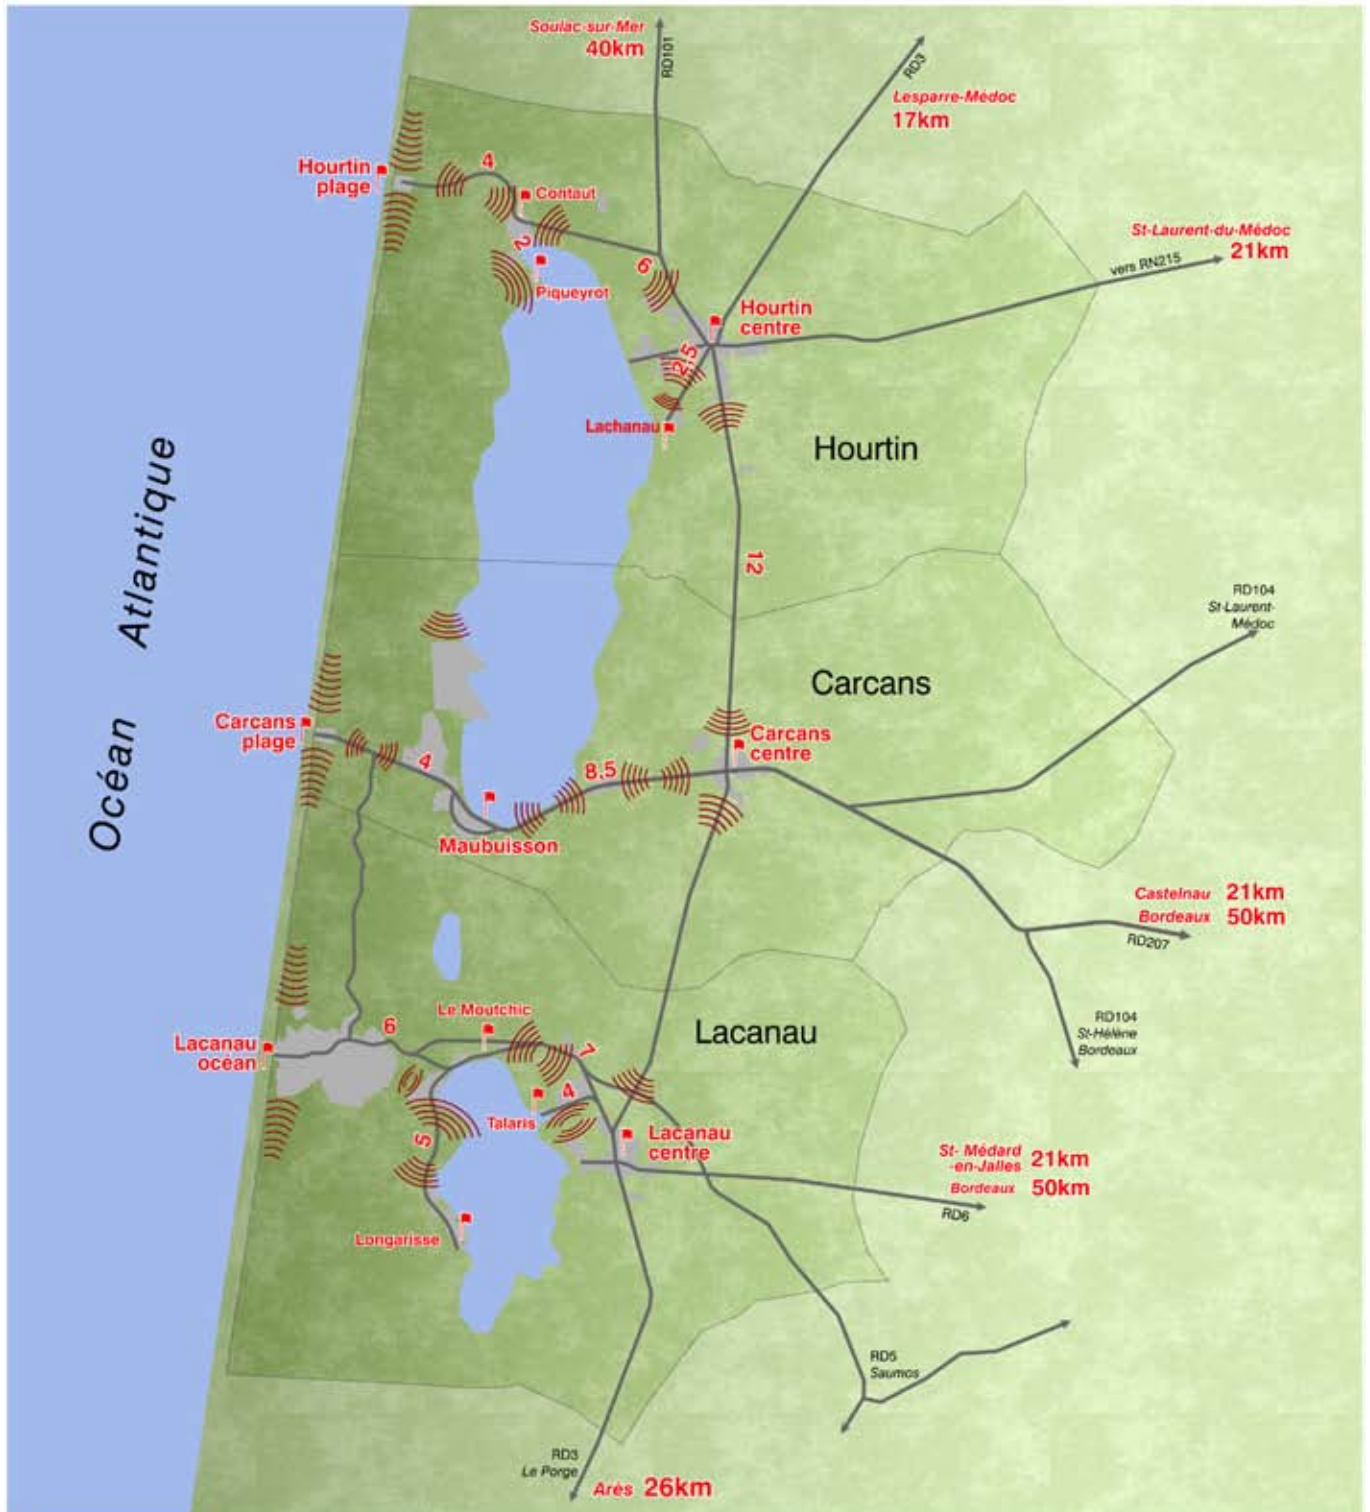 Soulac-sur-Mer
40km
RD101
RD3
Lesparre-Médoc
17km
Hourtin
plage
4
Contaut
2
Piqueyrot
6
St-Laurent-du-Médoc
21km
vers RN215
Hourtin
centre
2,5
Lachanau
Hourtin
12
Océan Atlantique
RD104
St-Laurent-
Médoc
Carcans
Carcans
plage
4
Carcans
centre
8,5
Maubuisson
Castelnau 21km
Bordeaux 50km
RD207
RD104
St-Hélène
Bordeaux
Lacanau
Le Moutchic
6
Lacanau
océan
7
4
Talaris
5
Lacanau
centre
St- Médard
-en-Jalles 21km
Bordeaux 50km
RD6
Longarisse
RD5
Saumos
RD3
Le Porge
Arès 26km